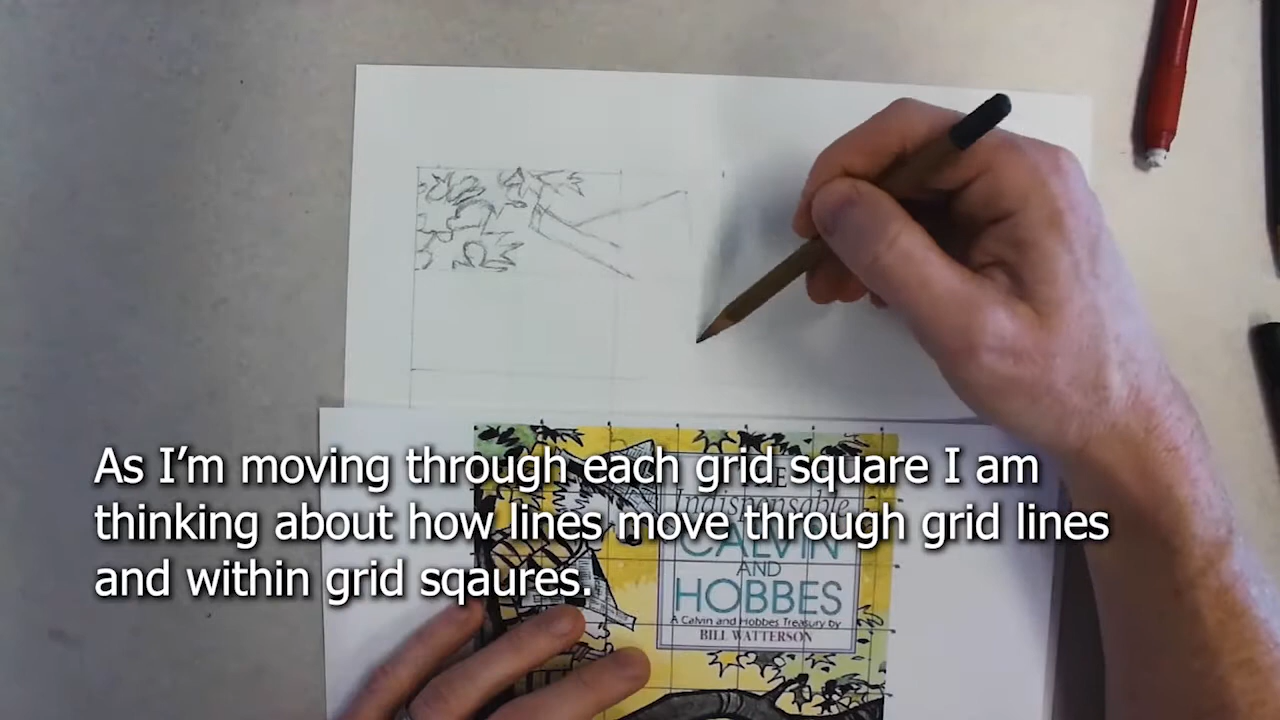 As I'm moving through each grid square I am
thinking about how lines move through grid lines
and within grid sqaures.
THE
Indispensable
CALVIN
AND
HOBBES
A Calvin and Hobbes Treasury by
BILL WATTERSON